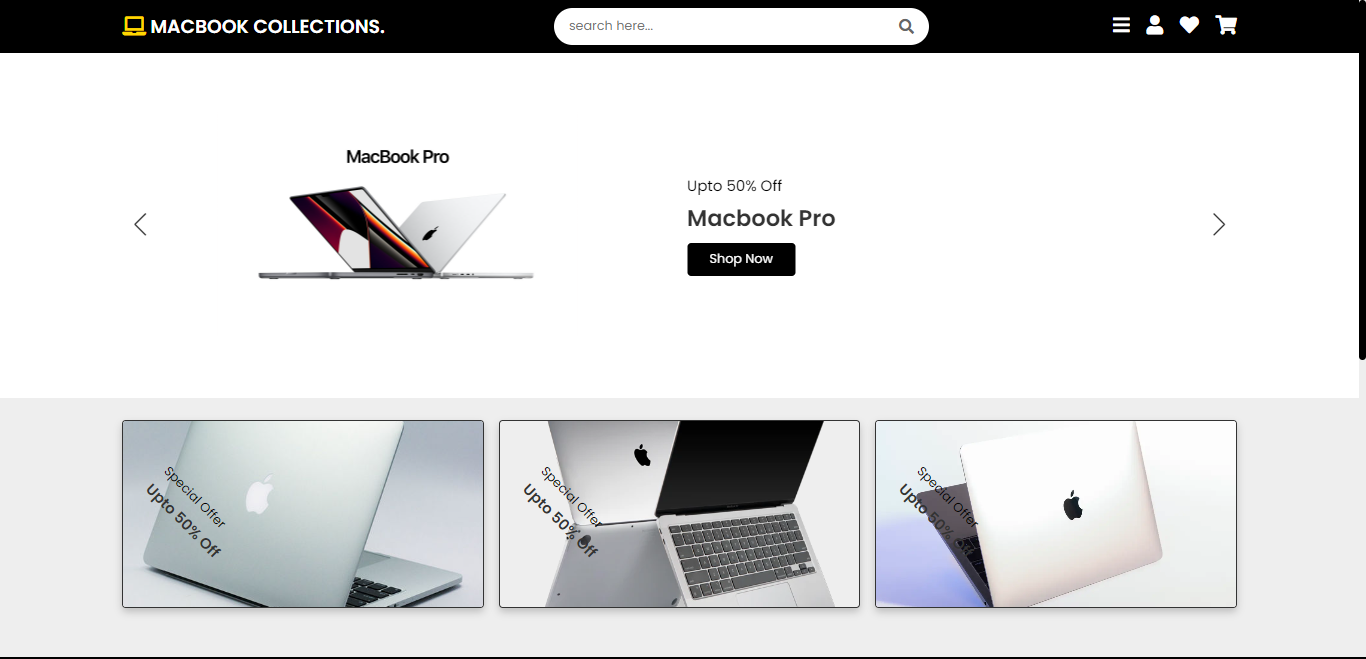 MACBOOK COLLECTIONS.
search here...
MacBook Pro
Upto 50% Off
Macbook Pro
Shop Now
Special Offer
Upto 50% Off
Special Offer
Upto 50% Off
Special Offer
Upto 50% Off